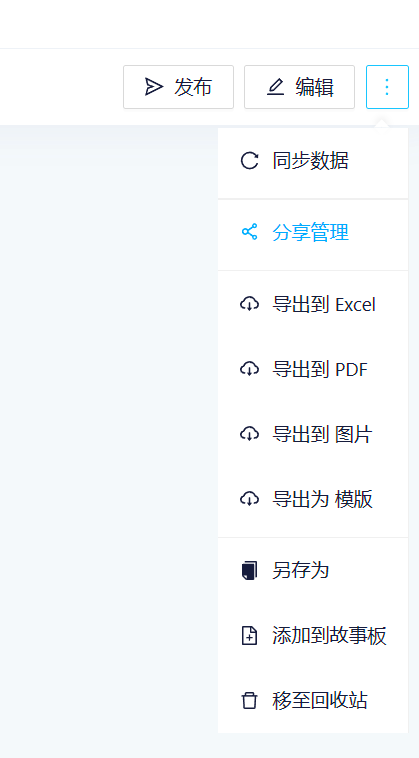 发布
编辑
同步数据
分享管理
导出到 Excel
导出到 PDF
导出到 图片
导出为 模版
另存为
添加到故事板
移至回收站